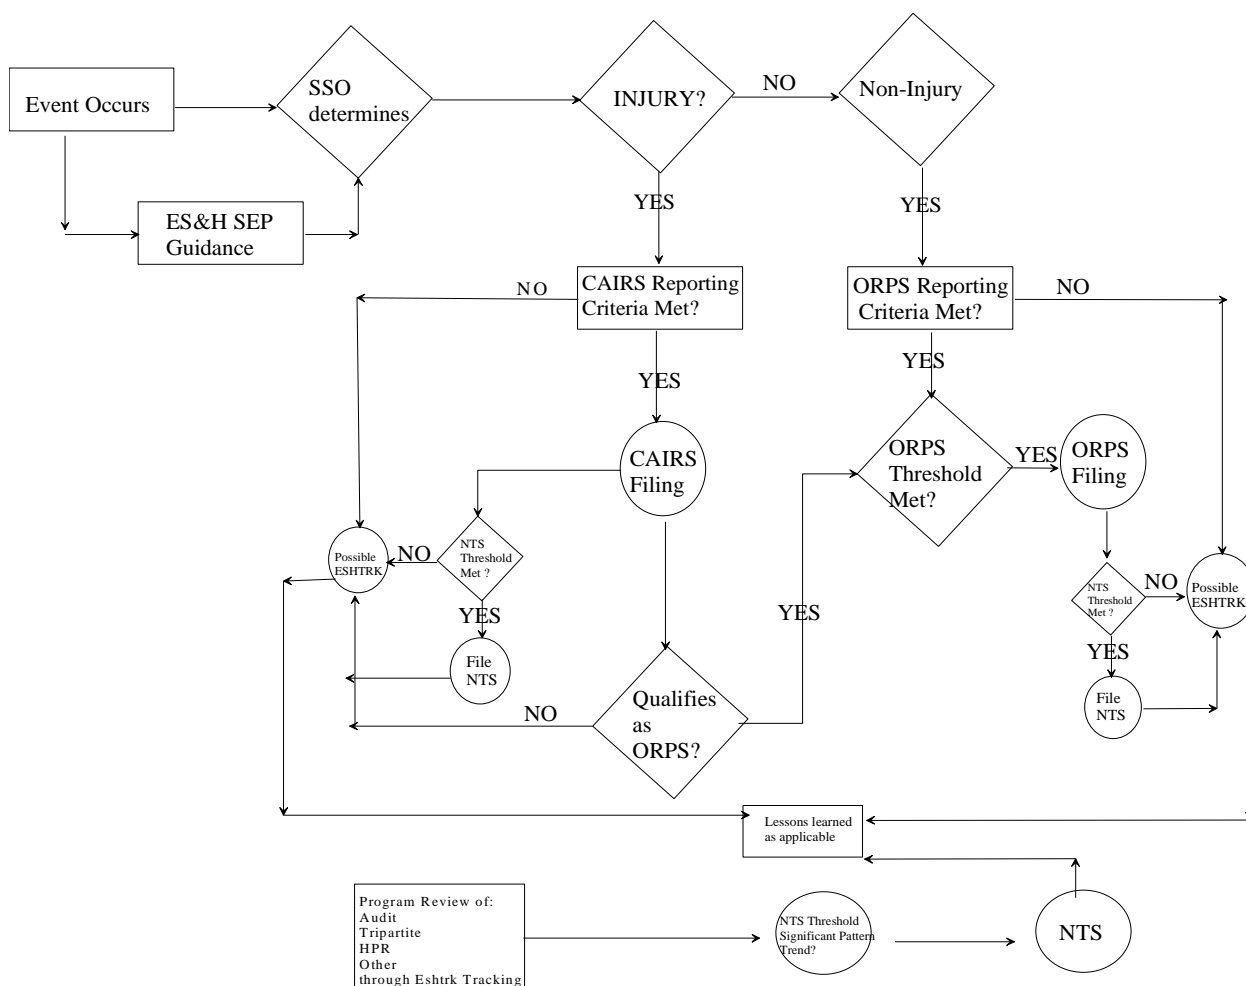 Event Occurs
SSO
determines
INJURY?
NO
Non-Injury
ES&H SEP
Guidance
YES
YES
CAIRS Reporting
Criteria Met?
NO
ORPS Reporting
Criteria Met?
NO
YES
YES
CAIRS
Filing
ORPS
Threshold
Met?
YES
ORPS
Filing
Possible
ESHTRK
NO
NTS
Threshold
Met ?
YES
File
NTS
YES
NTS
Threshold
Met ?
NO
Possible
ESHTRK
YES
File
NTS
NO
Qualifies
as
ORPS?
Lessons learned
as applicable
Program Review of:
Audit
Tripartite
HPR
Other
through Eshtrk Tracking
NTS Threshold
Significant Pattern
Trend?
NTS